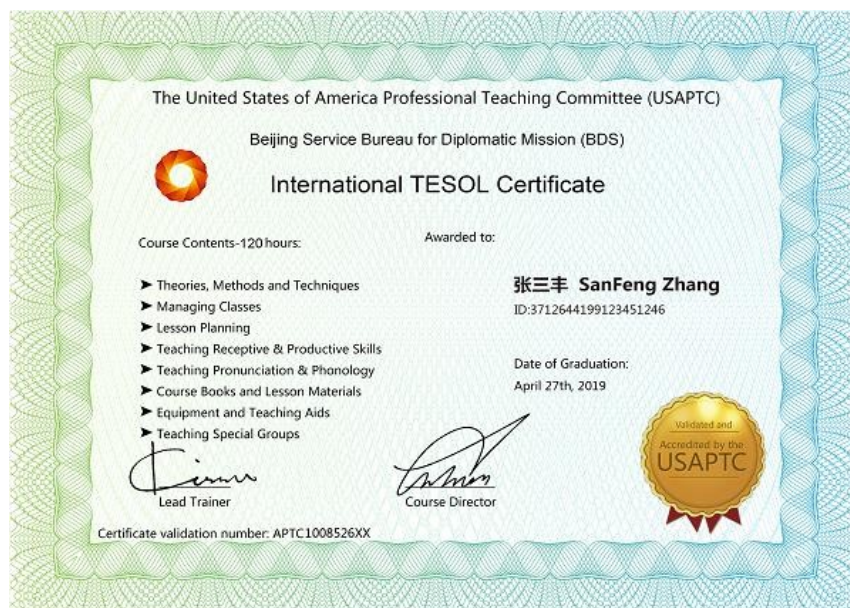 The United States of America Professional Teaching Committee (USAPTC)
Beijing Service Bureau for Diplomatic Mission (BDS)
International TESOL Certificate
Course Contents-120 hours:
➤ Theories, Methods and Techniques
➤ Managing Classes
➤ Lesson Planning
➤ Teaching Receptive & Productive Skills
➤ Teaching Pronunciation & Phonology
➤ Course Books and Lesson Materials
➤ Equipment and Teaching Aids
➤ Teaching Special Groups
Awarded to:
张三丰 SanFeng Zhang
ID:3712644199123451246
Date of Graduation:
April 27th, 2019
Validated and
Accredited by the
USAPTC
Lead Trainer
Course Director
Certificate validation number: APTC1008526XX